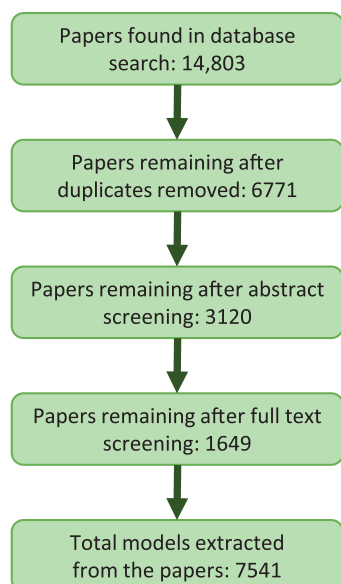 Papers found in database
search: 14,803
Papers remaining after
duplicates removed: 6771
Papers remaining after abstract
screening: 3120
Papers remaining after full text
screening: 1649
Total models extracted
from the papers: 7541